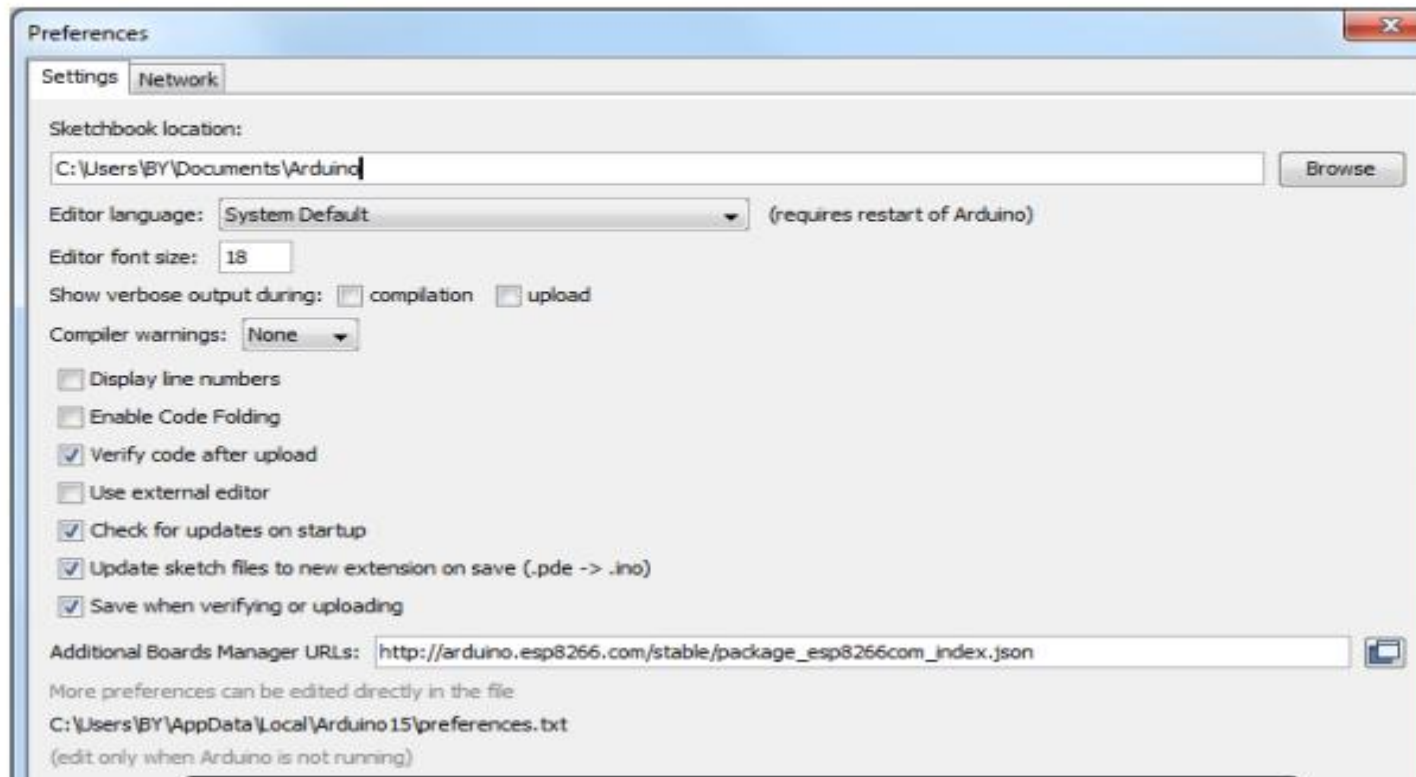 Preferences
Settings Network
Sketchbook location:
C:\Users\BY\Documents\Arduino Browse
Editor language: System Default (requires restart of Arduino)
Editor font size: 18
Show verbose output during: compilation upload
Compiler warnings: None
Display line numbers
Enable Code Folding
Verify code after upload
Use external editor
Check for updates on startup
Update sketch files to new extension on save (.pde -> .ino)
Save when verifying or uploading
Additional Boards Manager URLs: http://arduino.esp8266.com/stable/package_esp8266com_index.json
More preferences can be edited directly in the file
C:\Users\BY\AppData\Local\Arduino15\preferences.txt
(edit only when Arduino is not running)